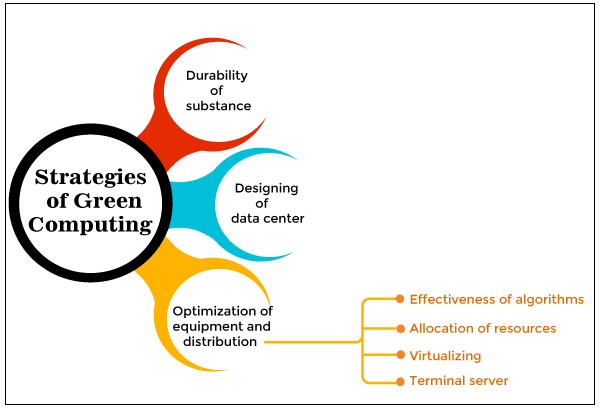 Strategies
of Green
Computing
Durability
of
substance
Designing
of
data center
Optimization of
equipment and
distribution
Effectiveness of algorithms
Allocation of resources
Virtualizing
Terminal server